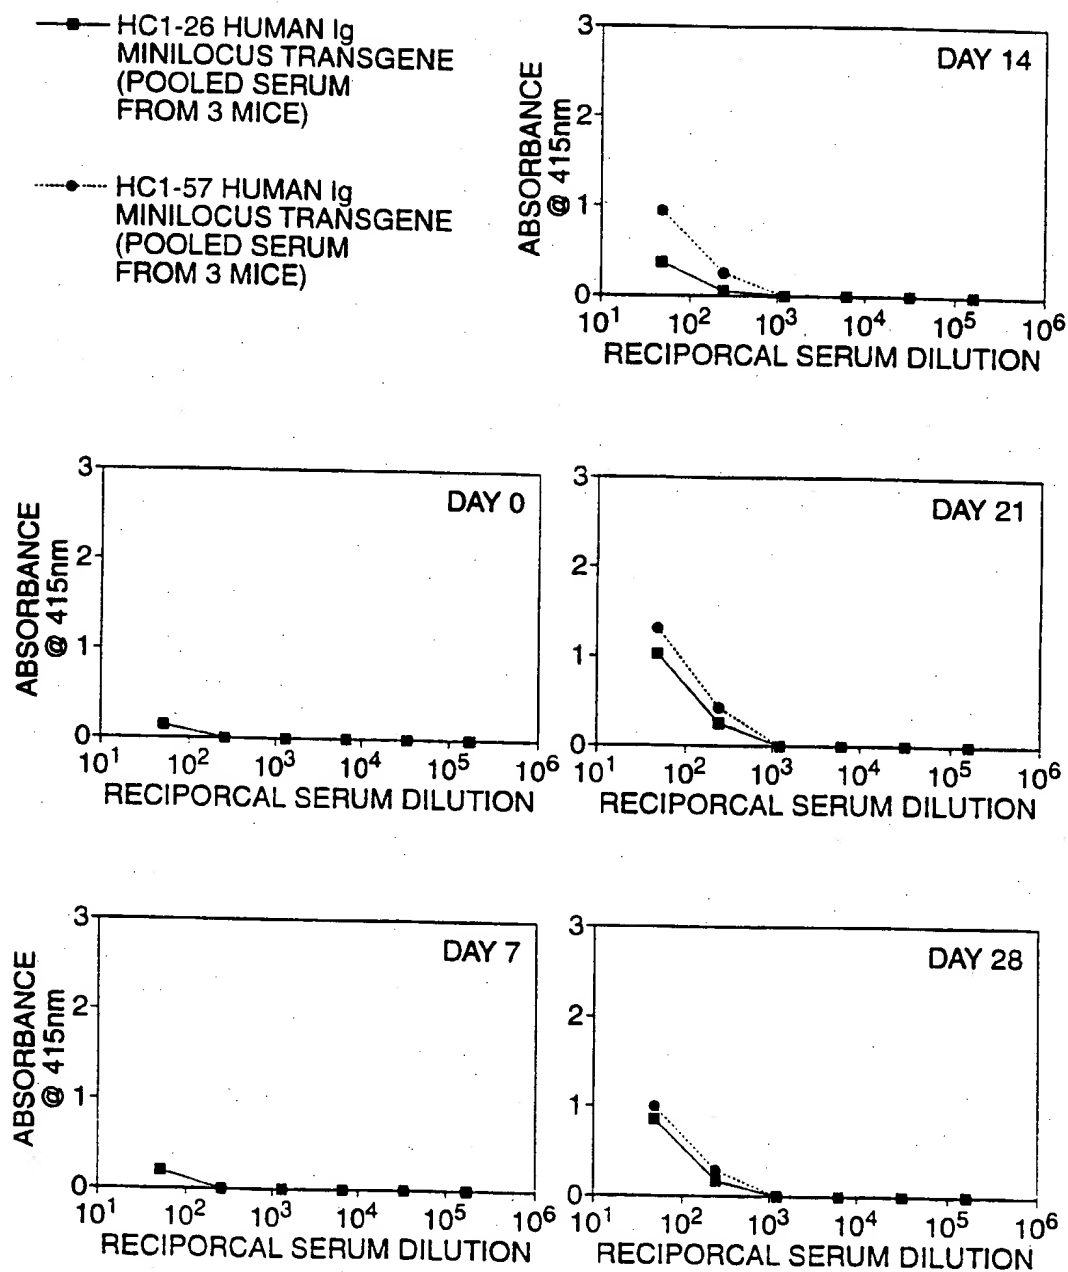 HC1-26 HUMAN Ig
MINILOCUS TRANSGENE
(POOLED SERUM
FROM 3 MICE)
HC1-57 HUMAN Ig
MINILOCUS TRANSGENE
(POOLED SERUM
FROM 3 MICE)
DAY 14
ABSORBANCE
@ 415nm
3
2
1
0
10¹ 10² 10³ 10⁴ 10⁵ 10⁶
RECIPORCAL SERUM DILUTION
DAY 0
ABSORBANCE
@ 415nm
3
2
1
0
10¹ 10² 10³ 10⁴ 10⁵ 10⁶
RECIPORCAL SERUM DILUTION
DAY 21
3
2
1
0
10¹ 10² 10³ 10⁴ 10⁵ 10⁶
RECIPORCAL SERUM DILUTION
DAY 7
ABSORBANCE
@ 415nm
3
2
1
0
10¹ 10² 10³ 10⁴ 10⁵ 10⁶
RECIPORCAL SERUM DILUTION
DAY 28
3
2
1
0
10¹ 10² 10³ 10⁴ 10⁵ 10⁶
RECIPORCAL SERUM DILUTION